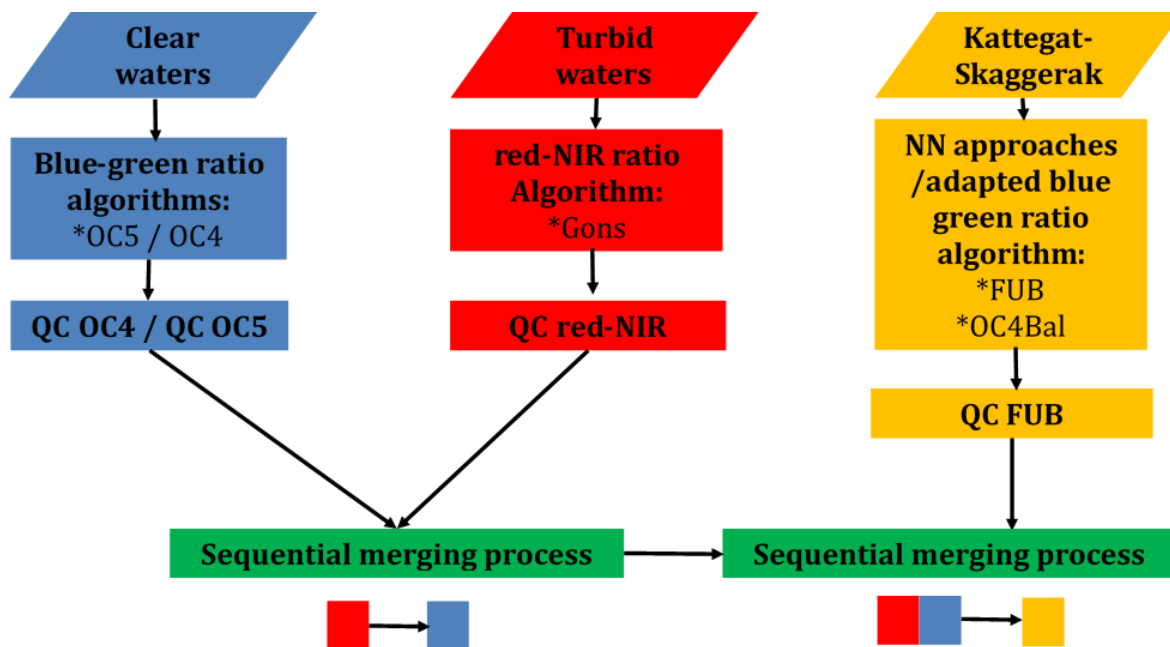 Clear
waters
Blue-green ratio
algorithms:
*OC5 / OC4
QC OC4 / QC OC5
Turbid
waters
red-NIR ratio
Algorithm:
*Gons
QC red-NIR
Kattegat-
Skaggerak
NN approaches
/adapted blue
green ratio
algorithm:
*FUB
*OC4Bal
QC FUB
Sequential merging process
Sequential merging process